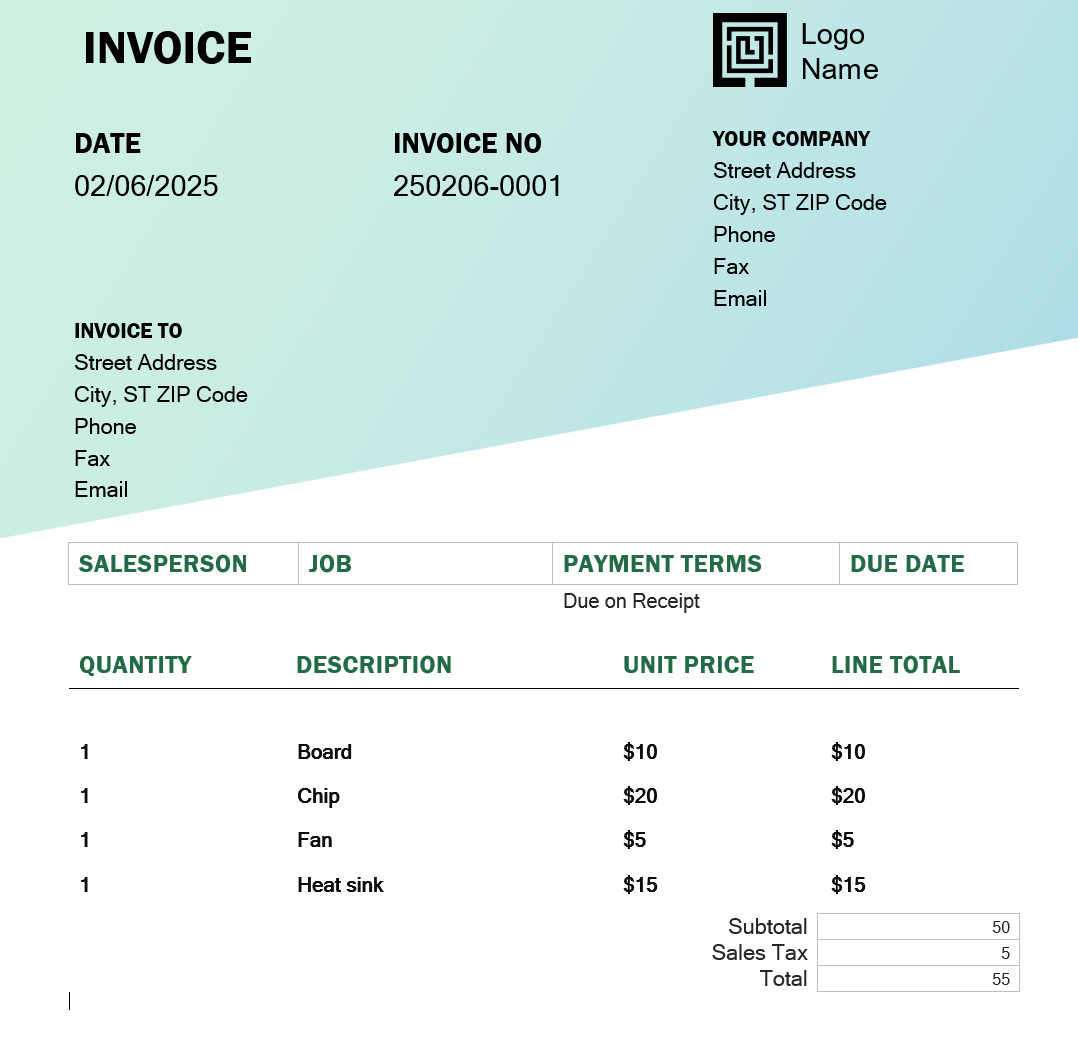 INVOICE
Logo
Name
DATE
02/06/2025
INVOICE NO
250206-0001
YOUR COMPANY
Street Address
City, ST ZIP Code
Phone
Fax
Email
INVOICE TO
Street Address
City, ST ZIP Code
Phone
Fax
Email
SALESPERSON JOB PAYMENT TERMS DUE DATE
Due on Receipt
QUANTITY DESCRIPTION UNIT PRICE LINE TOTAL
1 Board $10 $10
1 Chip $20 $20
1 Fan $5 $5
1 Heat sink $15 $15
Subtotal 50
Sales Tax 5
Total 55